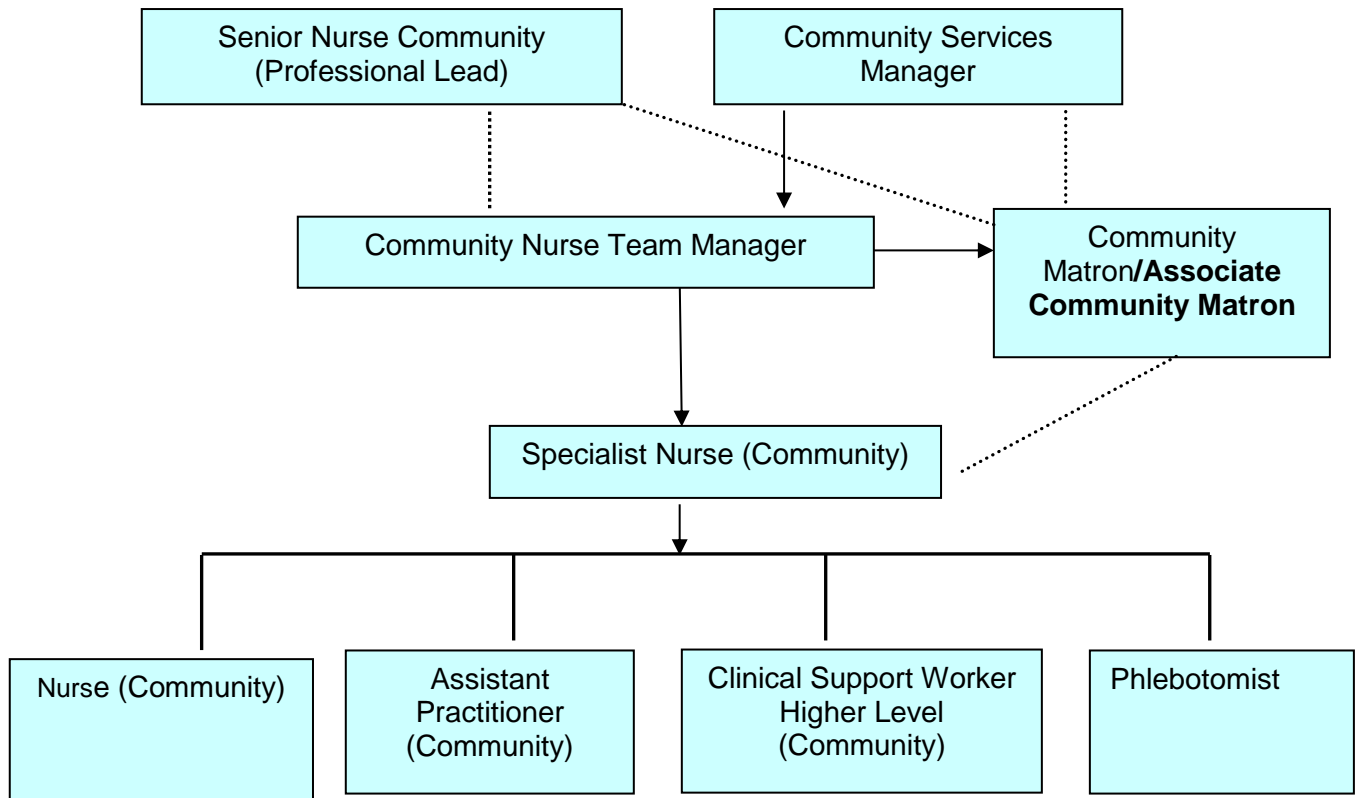 Senior Nurse Community
(Professional Lead)
Community Services
Manager
Community Nurse Team Manager
Community
Matron/Associate
Community Matron
Specialist Nurse (Community)
Nurse (Community)
Assistant
Practitioner
(Community)
Clinical Support Worker
Higher Level
(Community)
Phlebotomist